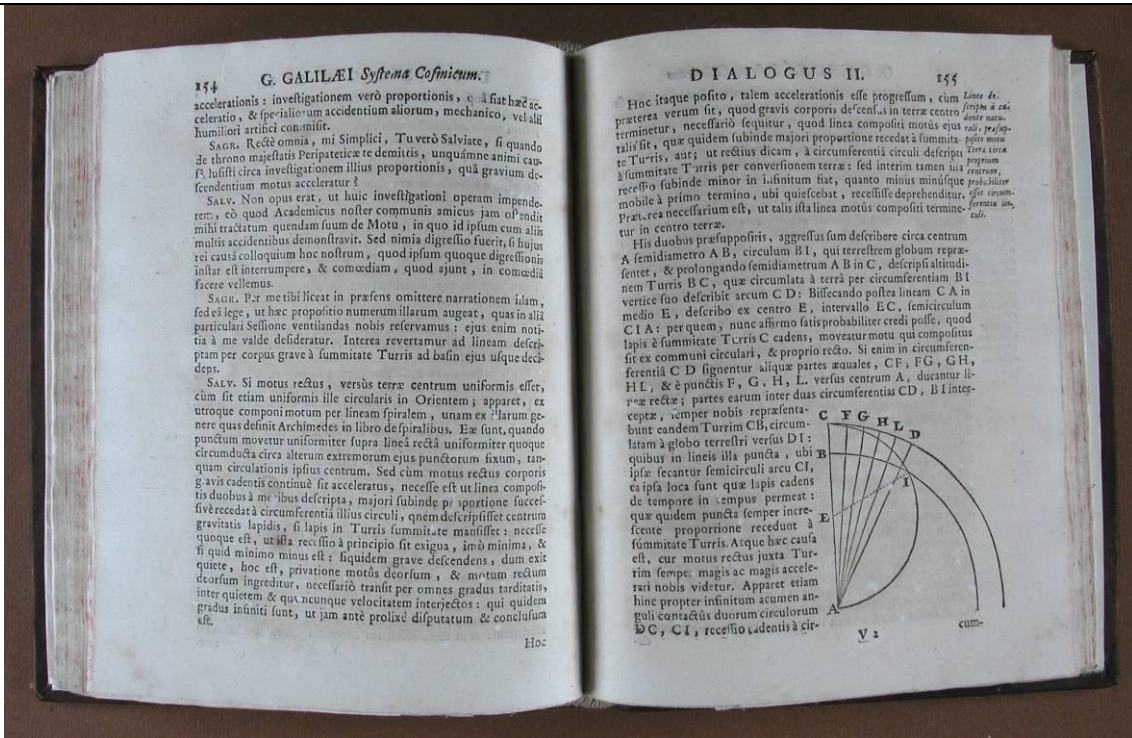 154 G. GALILÆI Syſtema Coſmicum.
accelerationis : inveſtigationem verò proportionis, quâ fiat hæc ac-
celeratio, & ſpecialiorum accidentium aliorum, mechanico, vel alii
humiliori artifici commiſit.
SAGR. Rectè omnia, mi Simplici, Tu verò Salviate, ſi quando
de throno majeſtatis Peripateticæ te demittis, unquámne animi cau-
ſâ luſiſti circa inveſtigationem illius proportionis, quâ gravium de-
ſcendentium motus acceleratur ?
SALV. Non opus erat, ut huic inveſtigationi operam impende-
rem, eò quod Academicus noſter communis amicus jam oſtendit
mihi tractatum quendam ſuum de Motu, in quo id ipſum cum aliis
multis accidentibus demonſtravit. Sed nimia digreſſio fuerit, ſi hujus
rei causâ colloquium hoc noſtrum, quod ipſum quoque digreſſionis
inſtar eſt interrumpere, & comœdiam, quod ajunt, in comœdiâ
facere vellemus.
SAGR. Per me tibi liceat in præſens omittere narrationem iſlam,
ſed eâ lege, ut hæc propoſitio numerum illarum augeat, quas in aliâ
particulari Seſſione ventilandas nobis reſervamus : ejus enim noti-
tia à me valde deſideratur. Interea revertamur ad lineam deſcri-
ptam per corpus grave à ſummitate Turris ad baſin ejus uſque deci-
dens.
SALV. Si motus rectus, versùs terræ centrum uniformis eſſet,
cùm ſit etiam uniformis ille circularis in Orientem ; apparet, ex
utroque componi motum per lineam ſpiralem, unam ex illarum ge-
nere quas definit Archimedes in libro de ſpiralibus. Eæ ſunt, quando
punctum movetur uniformiter ſupra lineâ rectâ uniformiter quoque
circumductâ circa alterum extremorum ejus punctorum fixum, tan-
quam circulationis ipſius centrum. Sed cùm motus rectus corporis
gravis cadentis continuè ſit acceleratus, neceſſe eſt ut linea compoſi-
tis duobus à motibus deſcripta, majori ſubinde proportione ſucceſ-
ſivè recedat à circumferentiâ illius circuli, quem deſcripſiſſet centrum
gravitatis lapidis, ſi lapis in Turris ſummitate manſiſſet : neceſſe
quoque eſt, ut iſta receſſio à principio ſit exigua, imò minima, &
ſi quid minimo minus eſt : ſiquidem grave deſcendens, dum exit
quiete, hoc eſt, privatione motûs deorſum, & motum rectum
deorſum ingreditur, neceſſariò tranſit per omnes gradus tarditatis,
inter quietem & quamcunque velocitatem interjectos : qui quidem
gradus infiniti ſunt, ut jam antè prolixè diſputatum & concluſum
eſt.
Hoc
DIALOGUS II. 155
Hoc itaque poſito, talem accelerationis eſſe progreſſum, cùm
præterea verum ſit, quod gravis corporis deſcenſus in terræ centro
terminetur, neceſſariò ſequitur, quod linea compoſiti motûs ejus
talis ſit, quæ quidem ſubinde majori proportione recedat à ſummita-
te Turris, aut ; ut rectius dicam, à circumferentiâ circuli deſcripti
à ſummitate Turris per converſionem terræ : ſed interim tamen iſta
receſſio ſubinde minor in infinitum fiat, quanto minus minúſque
mobile à primo termino, ubi quieſcebat, receſſiſſe deprehenditur.
Præterea neceſſarium eſt, ut talis iſta linea motûs compoſiti termine-
tur in centro terræ.
Linea de-
ſcripta à ca-
dente natu-
rali, præſup-
poſito motu
Terræ circa
proprium
centrum,
probabiliter
eſſet circum-
ferentia cir-
culi.
His duobus præſuppoſitis, aggreſſus ſum deſcribere circa centrum
A ſemidiametro A B, circulum B I, qui terreſtrem globum repræ-
ſentet, & prolongando ſemidiametrum A B in C, deſcripſi altitudi-
nem Turris B C, quæ circumlata à terrâ per circumferentiam B I
vertice ſuo deſcribit arcum C D : Biſſecando poſtea lineam C A in
medio E, deſcribo ex centro E, intervallo E C, ſemicirculum
C I A : per quem, nunc affirmo ſatis probabiliter credi poſſe, quod
lapis è ſummitate Turris C cadens, moveatur motu qui compoſitus
ſit ex communi circulari, & proprio recto. Si enim in circumferen-
ferentiâ C D ſignentur aliquæ partes æquales, C F, F G, G H,
H L, & è punctis F, G, H, L. verſus centrum A, ducantur li-
neæ rectæ ; partes earum inter duas circumferentias C D, B I inter-
ceptæ, ſemper nobis repræſenta-
bunt eandem Turrim C B, circum-
latam à globo terreſtri verſus D I :
quibus in lineis illa puncta, ubi
ipſæ ſecantur ſemicirculi arcu C I,
ea ipſa loca ſunt quæ lapis cadens
de tempore in tempus permeat :
quæ quidem puncta ſemper incre-
ſcente proportione recedunt à
ſummitate Turris. Atque hæc cauſa
eſt, cur motus rectus juxta Tur-
rim ſemper magis ac magis accele-
rari nobis videtur. Apparet etiam
hinc propter infinitum acumen an-
guli contactûs duorum circulorum
D C, C I, receſſio cadentis à cir-
C F G H L D
B
I
E
A
V 2
cum-